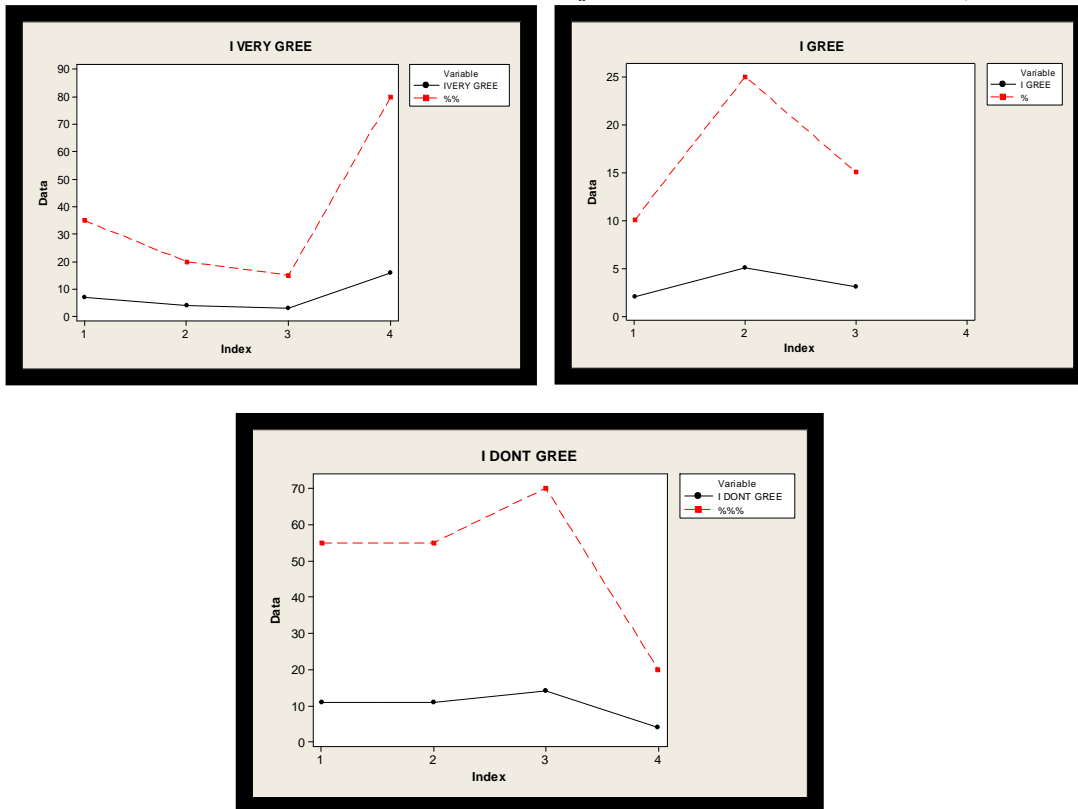 I VERY GREE
Variable
IVERY GREE
%%
90
80
70
60
50
40
30
20
10
0
Data
1 2 3 4
Index
I GREE
Variable
I GREE
%
25
20
15
10
5
0
Data
1 2 3 4
Index
I DONT GREE
Variable
I DONT GREE
%%%
70
60
50
40
30
20
10
0
Data
1 2 3 4
Index